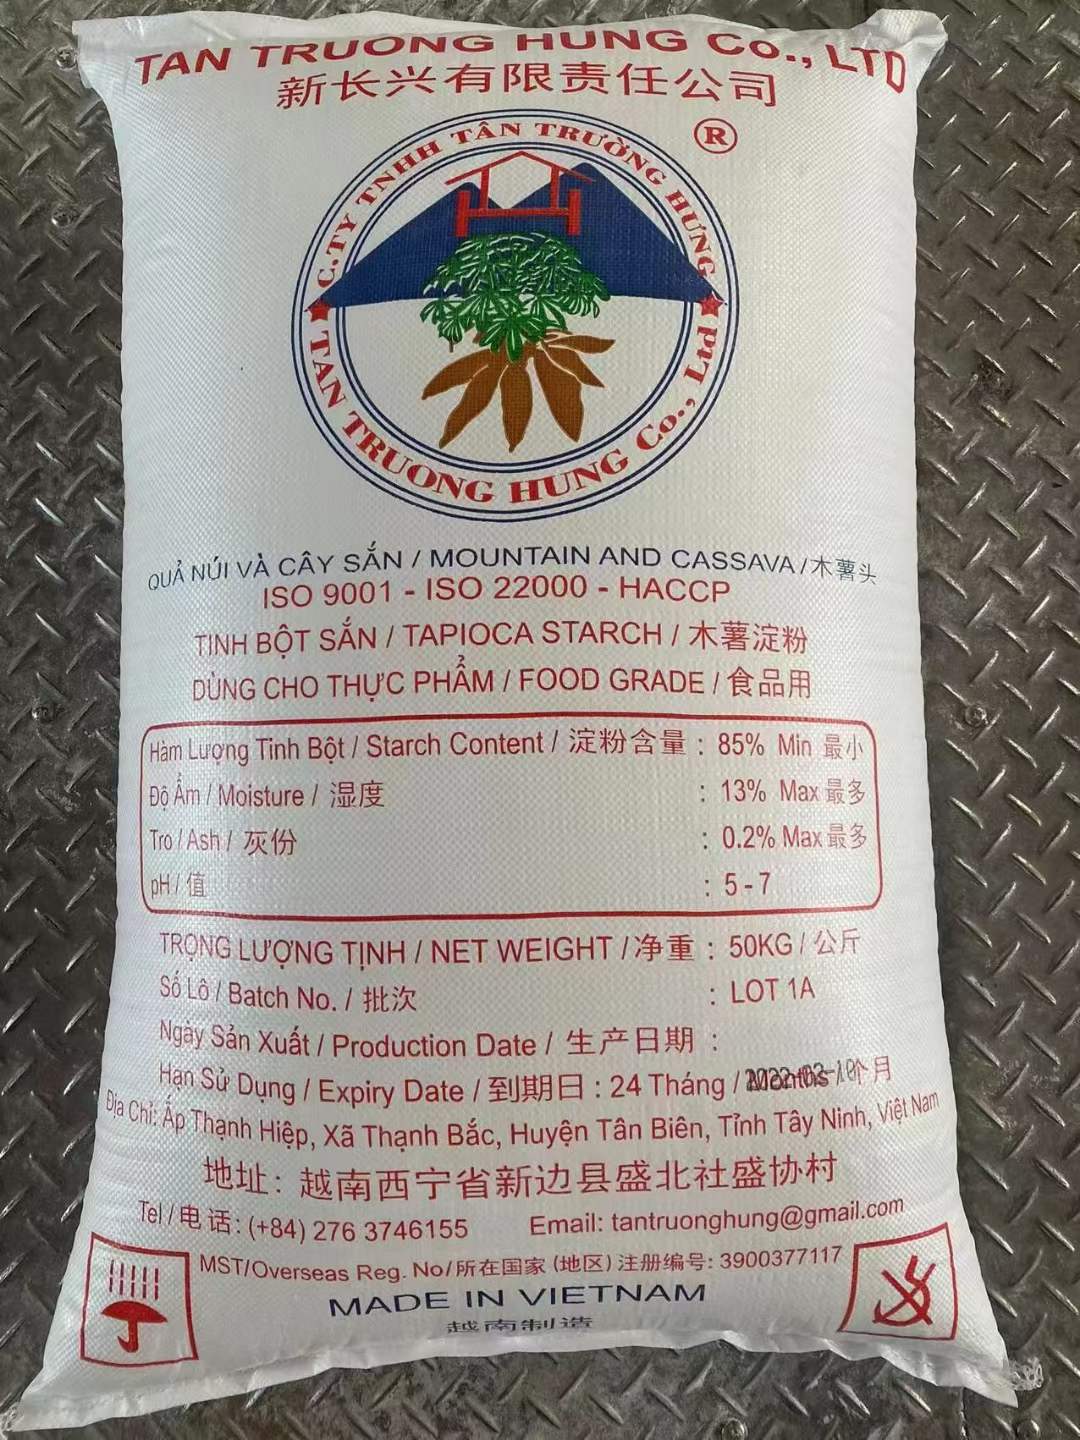 TAN TRUONG HUNG Co., LTD
新长兴有限责任公司
®
C.TY TNHH TÂN TRƯỜNG HƯNG
TAN TRUONG HUNG Co., Ltd
QUẢ NÚI VÀ CÂY SẮN / MOUNTAIN AND CASSAVA / 木薯头
ISO 9001 - ISO 22000 - HACCP
TINH BỘT SẮN / TAPIOCA STARCH / 木薯淀粉
DÙNG CHO THỰC PHẨM / FOOD GRADE / 食品用
Hàm Lượng Tinh Bột / Starch Content / 淀粉含量 : 85% Min 最小
Độ Ẩm / Moisture / 湿度 : 13% Max 最多
Tro / Ash / 灰份 : 0.2% Max 最多
pH / 值 : 5 - 7
TRỌNG LƯỢNG TỊNH / NET WEIGHT / 净重 : 50KG / 公斤
Số Lô / Batch No. / 批次 : LOT 1A
Ngày Sản Xuất / Production Date / 生产日期 :
2022-02-10
Hạn Sử Dụng / Expiry Date / 到期日 : 24 Tháng / Months / 个月
Địa Chỉ: Ấp Thạnh Hiệp, Xã Thạnh Bắc, Huyện Tân Biên, Tỉnh Tây Ninh, Việt Nam
地址: 越南西宁省新边县盛北社盛协村
Tel / 电话: (+84) 276 3746155 Email: tantruonghung@gmail.com
MST/Overseas Reg. No/所在国家 (地区) 注册编号: 3900377117
MADE IN VIETNAM
越南制造